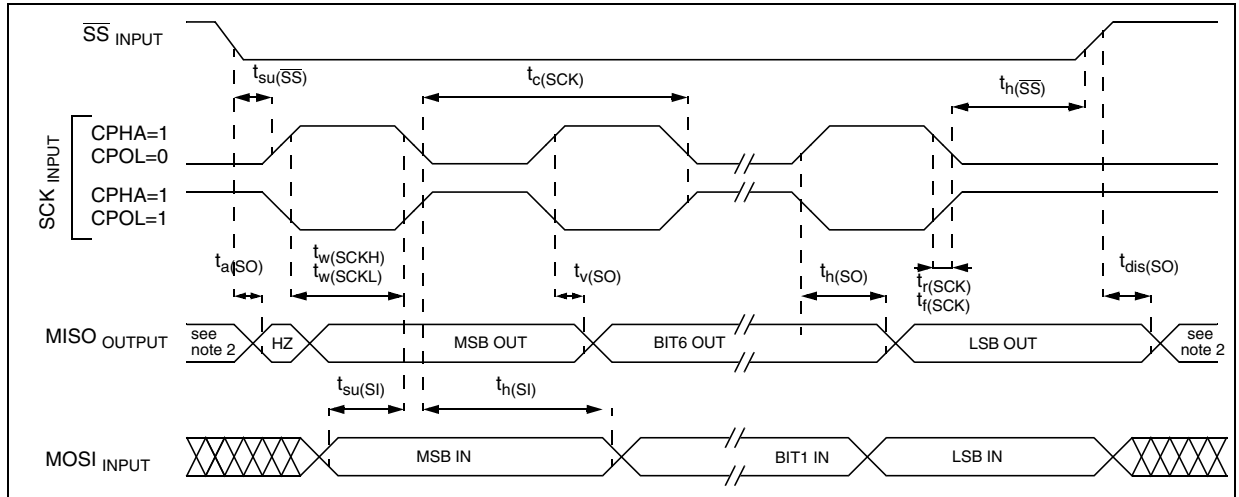 SS INPUT
tsu(SS)
tc(SCK)
th(SS)
SCK INPUT
CPHA=1
CPOL=0
CPHA=1
CPOL=1
ta(SO)
tw(SCKH)
tw(SCKL)
tv(SO)
th(SO)
tr(SCK)
tf(SCK)
tdis(SO)
MISO OUTPUT
see
note 2
HZ
MSB OUT
BIT6 OUT
LSB OUT
see
note 2
tsu(SI)
th(SI)
MOSI INPUT
MSB IN
BIT1 IN
LSB IN